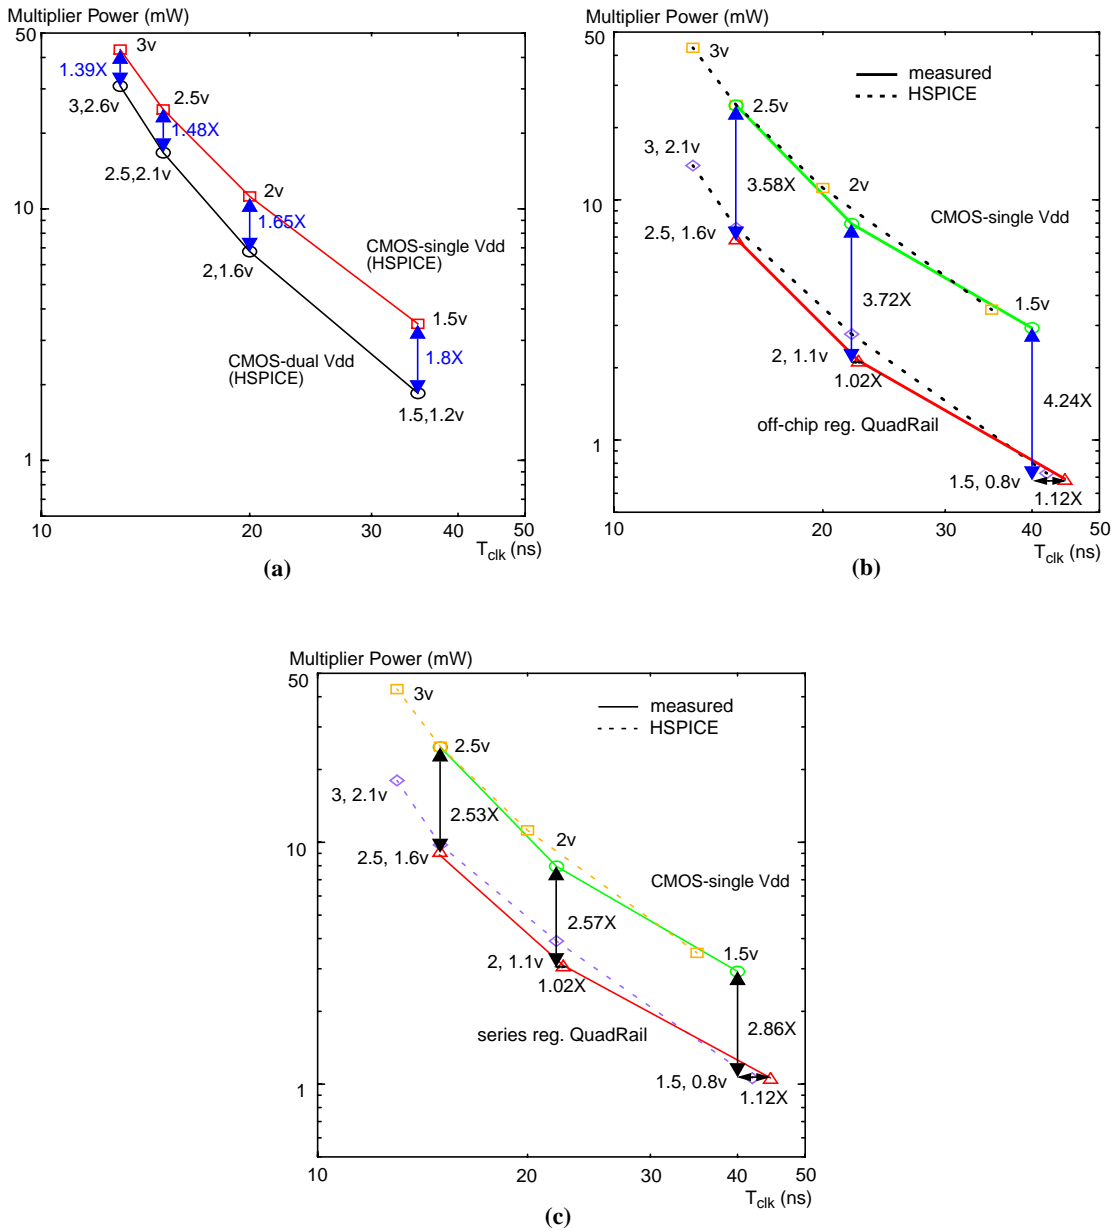 Multiplier Power (mW)
50
3v
1.39X
3,2.6v
2.5v
1.48X
2.5,2.1v
10
2v
1.65X
2,1.6v
CMOS-single Vdd
(HSPICE)
1.5v
CMOS-dual Vdd
(HSPICE)
1.8X
1.5,1.2v
1
10
20
30
40
50
Tclk (ns)
(a)
Multiplier Power (mW)
50
3v
measured
HSPICE
2.5v
3, 2.1v
3.58X
2v
10
CMOS-single Vdd
2.5, 1.6v
3.72X
1.5v
2, 1.1v
1.02X
4.24X
off-chip reg. QuadRail
1
1.5, 0.8v
1.12X
10
20
30
40
50
Tclk (ns)
(b)
Multiplier Power (mW)
50
3v
measured
HSPICE
2.5v
3, 2.1v
2.53X
2v
10
2.5, 1.6v
CMOS-single Vdd
2.57X
1.5v
2, 1.1v
1.02X
2.86X
series reg. QuadRail
1
1.5, 0.8v
1.12X
10
20
30
40
50
Tclk (ns)
(c)